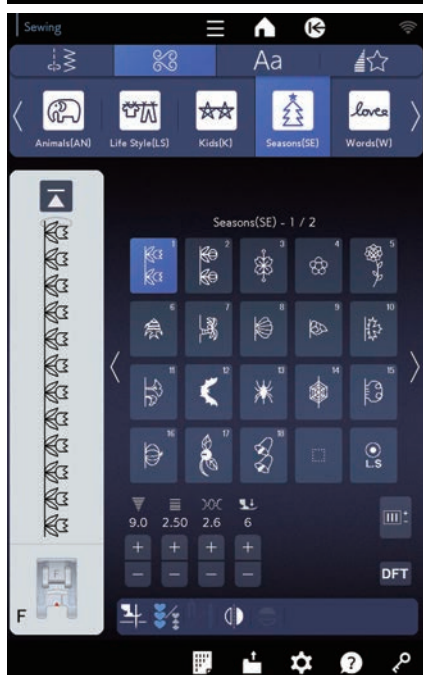 Sewing
Aa
Animals(AN) Life Style(LS) Kids(K) Seasons(SE) Words(W)
love
Seasons(SE) - 1 / 2
1 2 3 4 5
6 7 8 9 10
11 12 13 14 15
16 17 18 L.S
9.0 2.50 2.6 6
+ + + +
- - - -
DFT
F
?